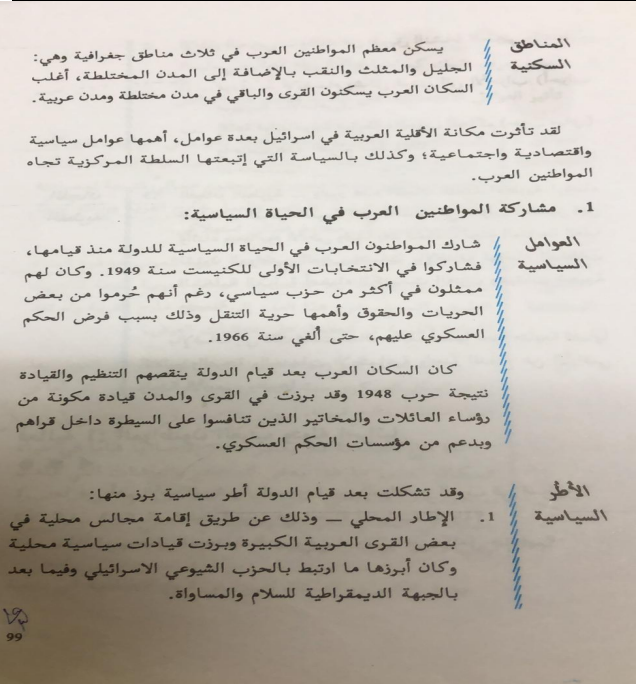 المناطق
السكنية
يسكن معظم المواطنين العرب في ثلاث مناطق جغرافية وهي:
الجليل والمثلث والنقب بالإضافة إلى المدن المختلطة، أغلب
السكان العرب يسكنون القرى والباقي في مدن مختلطة ومدن عربية.
لقد تأثرت مكانة الأقلية العربية في اسرائيل بعدة عوامل، أهمها عوامل سياسية
واقتصادية واجتماعية؛ وكذلك بالسياسة التي إتبعتها السلطة المركزية تجاه
المواطنين العرب.
1. مشاركة المواطنين العرب في الحياة السياسية:
العوامل
السياسية
شارك المواطنون العرب في الحياة السياسية للدولة منذ قيامها،
فشاركوا في الانتخابات الأولى للكنيست سنة 1949. وكان لهم
ممثلون في أكثر من حزب سياسي، رغم أنهم حُرموا من بعض
الحريات والحقوق وأهمها حرية التنقل وذلك بسبب فرض الحكم
العسكري عليهم، حتى أُلغي سنة 1966.
كان السكان العرب بعد قيام الدولة ينقصهم التنظيم والقيادة
نتيجة حرب 1948 وقد برزت في القرى والمدن قيادة مكونة من
رؤساء العائلات والمخاتير الذين تنافسوا على السيطرة داخل قراهم
وبدعم من مؤسسات الحكم العسكري.
الأطُر
السياسية
وقد تشكلت بعد قيام الدولة أطر سياسية برز منها:
1. الإطار المحلي — وذلك عن طريق إقامة مجالس محلية في
بعض القرى العربية الكبيرة وبرزت قيادات سياسية محلية
وكان أبرزها ما ارتبط بالحزب الشيوعي الاسرائيلي وفيما بعد
بالجبهة الديمقراطية للسلام والمساواة.
99